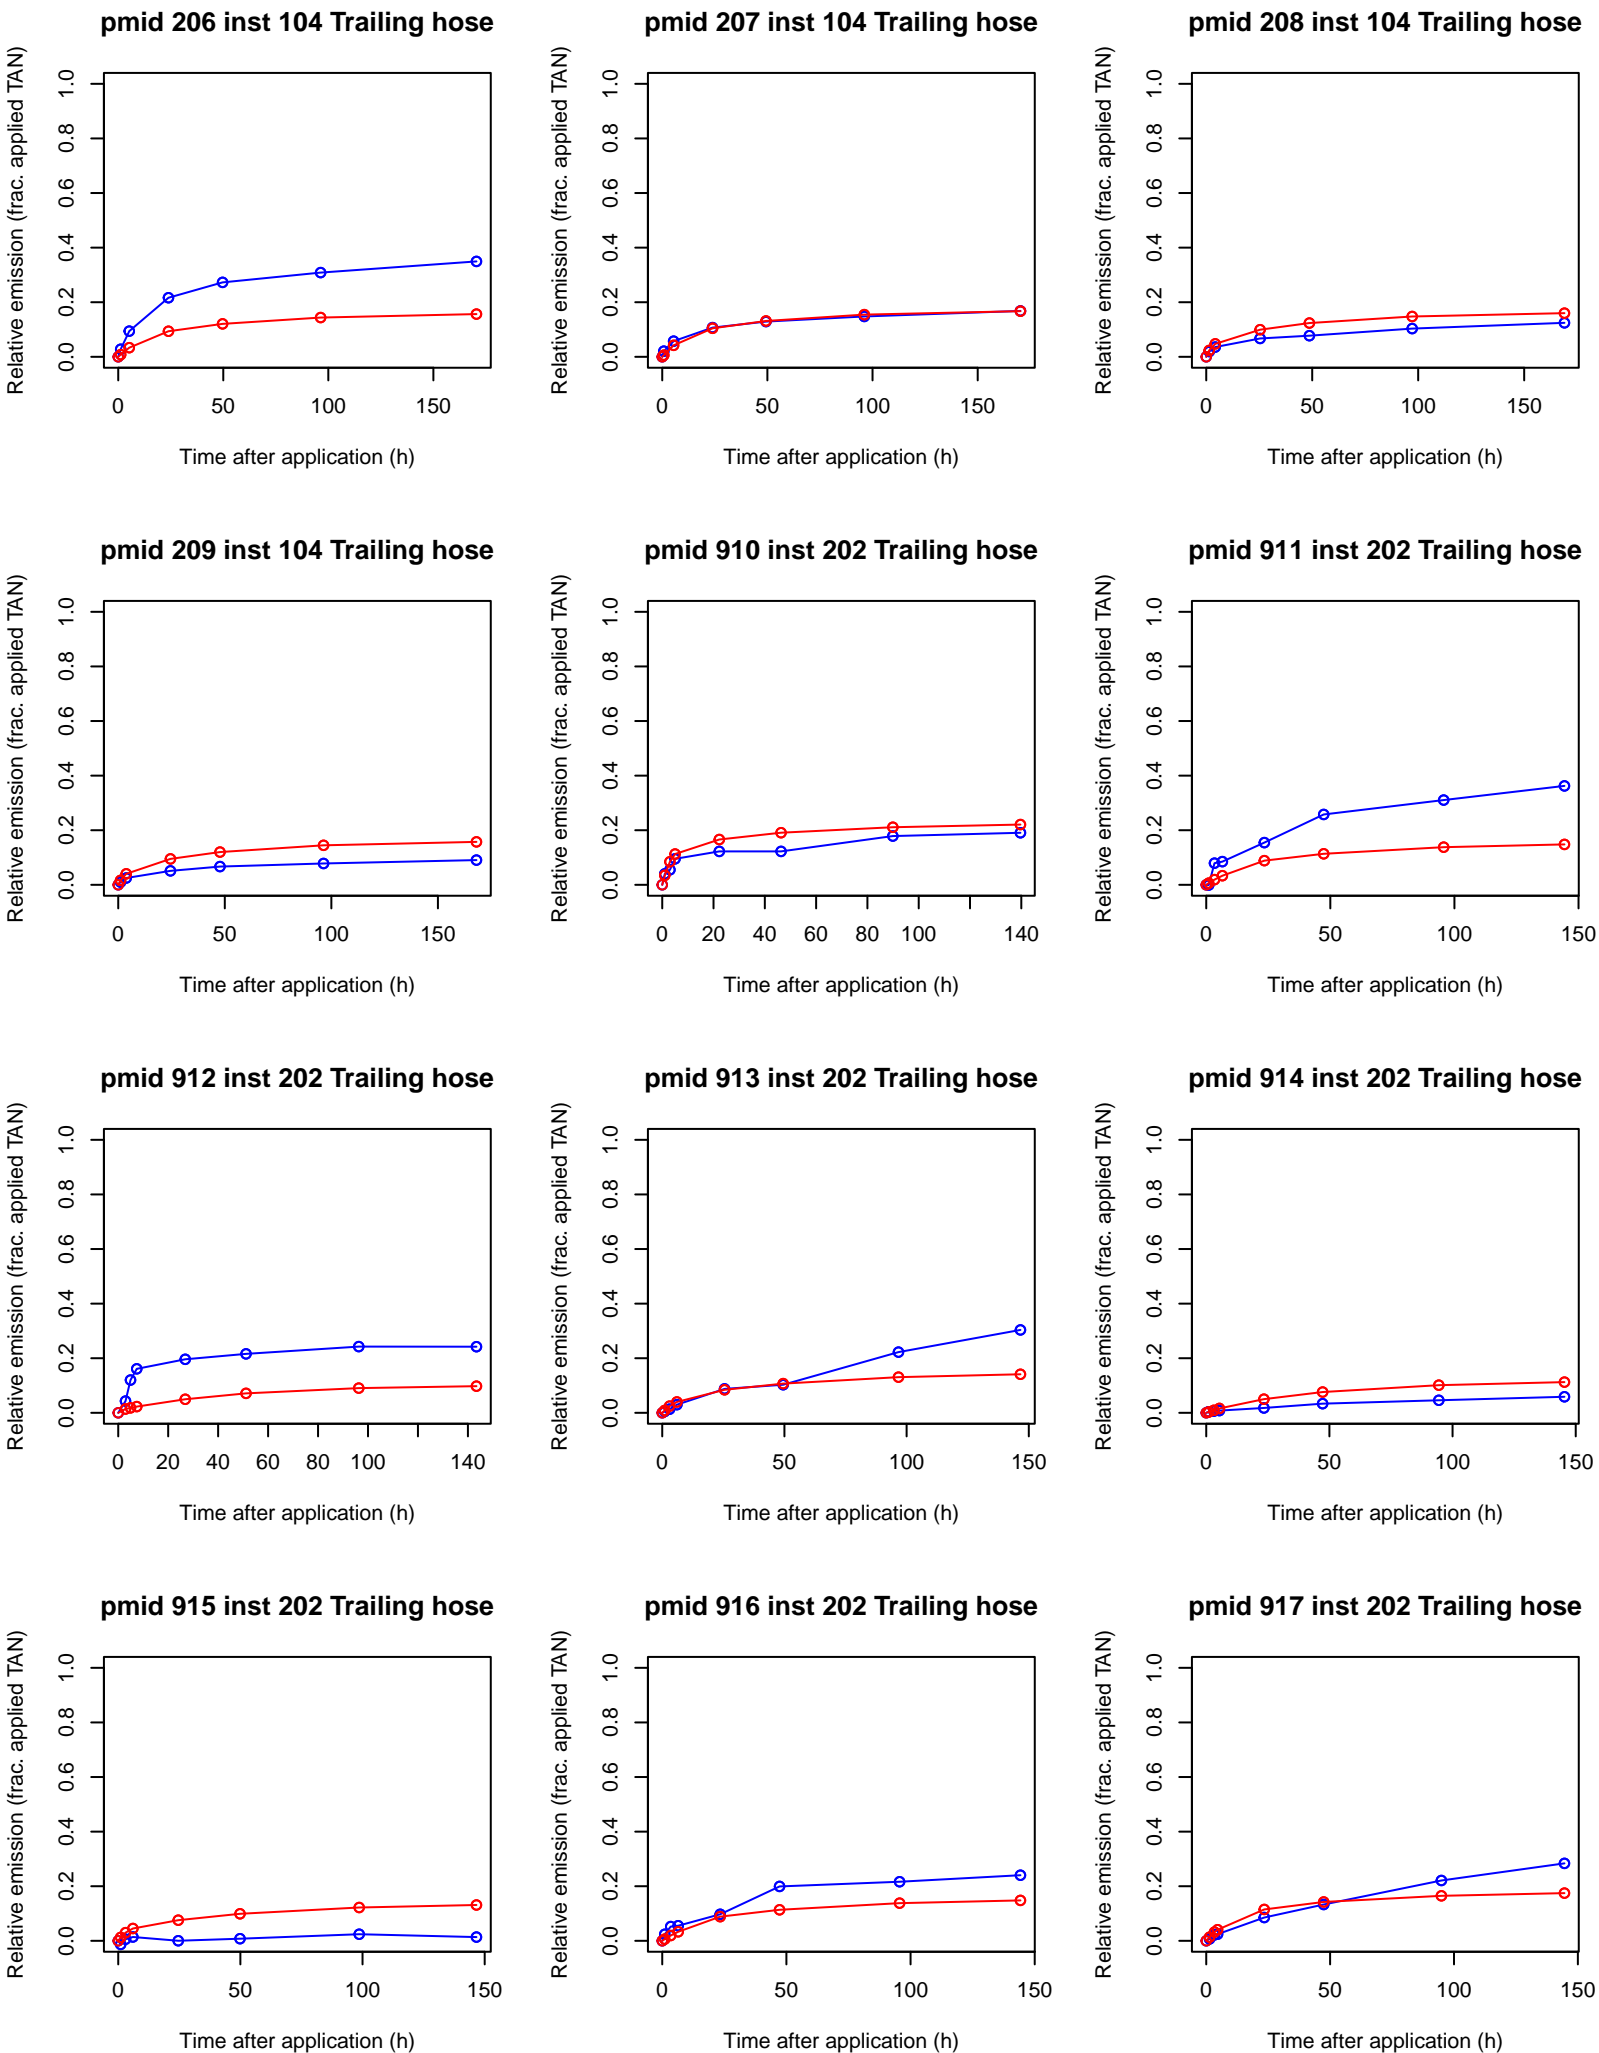 pmid 206 inst 104 Trailing hose
Relative emission (frac. applied TAN)
1.0
0.8
0.6
0.4
0.2
0.0
0 50 100 150
Time after application (h)
pmid 207 inst 104 Trailing hose
Relative emission (frac. applied TAN)
1.0
0.8
0.6
0.4
0.2
0.0
0 50 100 150
Time after application (h)
pmid 208 inst 104 Trailing hose
Relative emission (frac. applied TAN)
1.0
0.8
0.6
0.4
0.2
0.0
0 50 100 150
Time after application (h)
pmid 209 inst 104 Trailing hose
Relative emission (frac. applied TAN)
1.0
0.8
0.6
0.4
0.2
0.0
0 50 100 150
Time after application (h)
pmid 910 inst 202 Trailing hose
Relative emission (frac. applied TAN)
1.0
0.8
0.6
0.4
0.2
0.0
0 20 40 60 80 100 140
Time after application (h)
pmid 911 inst 202 Trailing hose
Relative emission (frac. applied TAN)
1.0
0.8
0.6
0.4
0.2
0.0
0 50 100 150
Time after application (h)
pmid 912 inst 202 Trailing hose
Relative emission (frac. applied TAN)
1.0
0.8
0.6
0.4
0.2
0.0
0 20 40 60 80 100 140
Time after application (h)
pmid 913 inst 202 Trailing hose
Relative emission (frac. applied TAN)
1.0
0.8
0.6
0.4
0.2
0.0
0 50 100 150
Time after application (h)
pmid 914 inst 202 Trailing hose
Relative emission (frac. applied TAN)
1.0
0.8
0.6
0.4
0.2
0.0
0 50 100 150
Time after application (h)
pmid 915 inst 202 Trailing hose
Relative emission (frac. applied TAN)
1.0
0.8
0.6
0.4
0.2
0.0
0 50 100 150
Time after application (h)
pmid 916 inst 202 Trailing hose
Relative emission (frac. applied TAN)
1.0
0.8
0.6
0.4
0.2
0.0
0 50 100 150
Time after application (h)
pmid 917 inst 202 Trailing hose
Relative emission (frac. applied TAN)
1.0
0.8
0.6
0.4
0.2
0.0
0 50 100 150
Time after application (h)